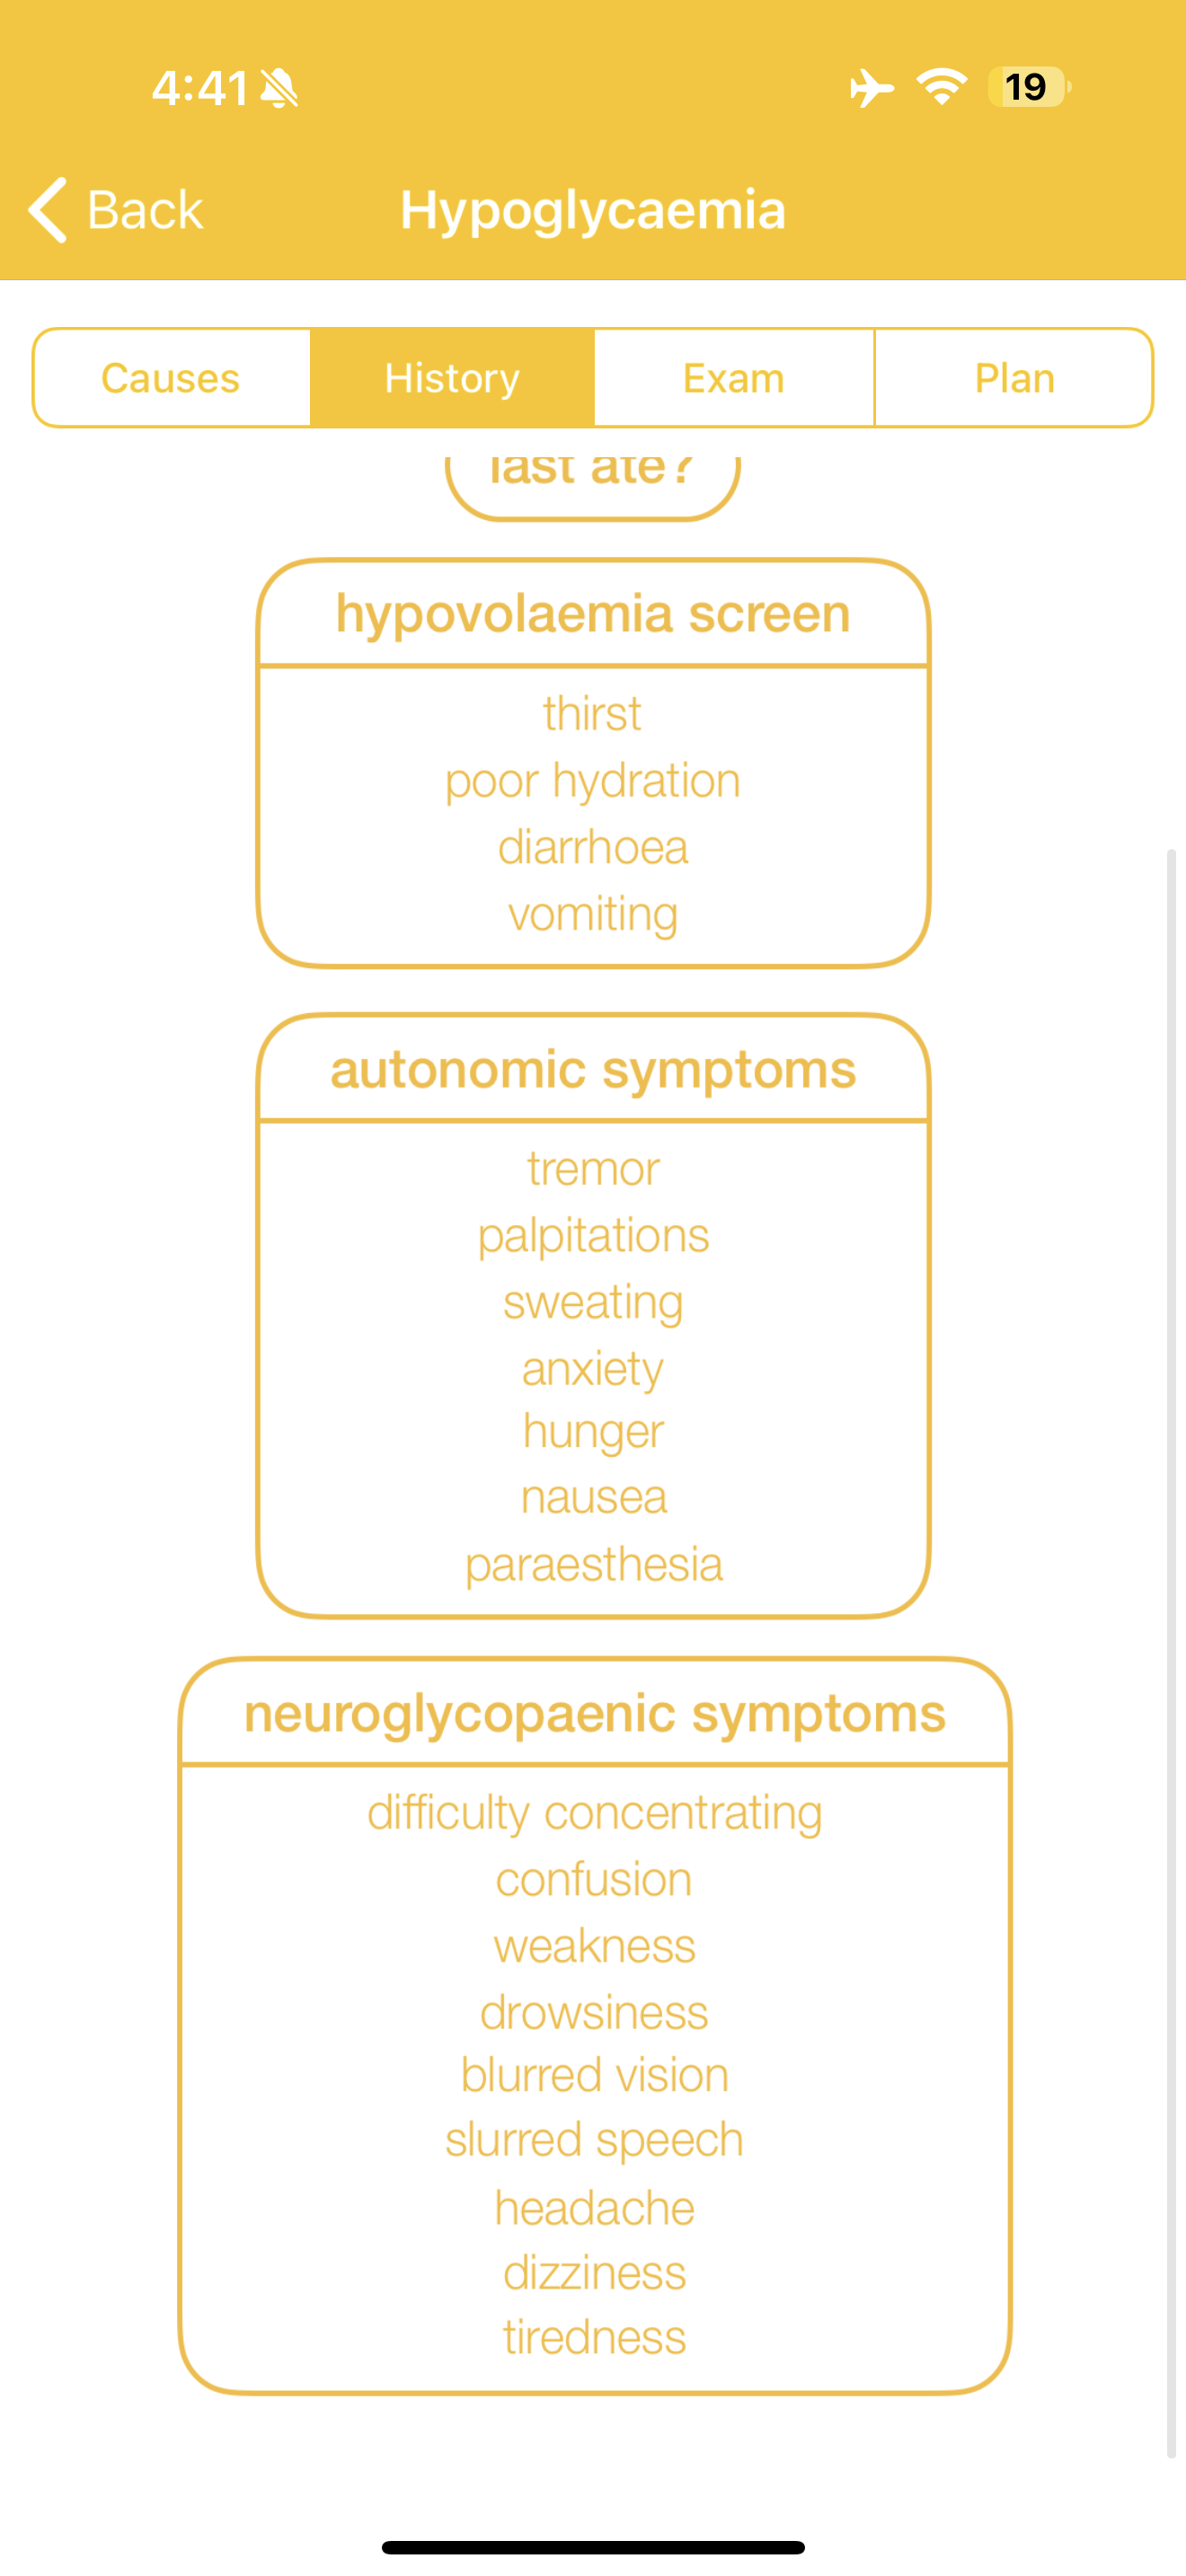 4:41
19
Back
Hypoglycaemia
Causes
History
Exam
Plan
last ate?
hypovolaemia screen
thirst
poor hydration
diarrhoea
vomiting
autonomic symptoms
tremor
palpitations
sweating
anxiety
hunger
nausea
paraesthesia
neuroglycopaenic symptoms
difficulty concentrating
confusion
weakness
drowsiness
blurred vision
slurred speech
headache
dizziness
tiredness